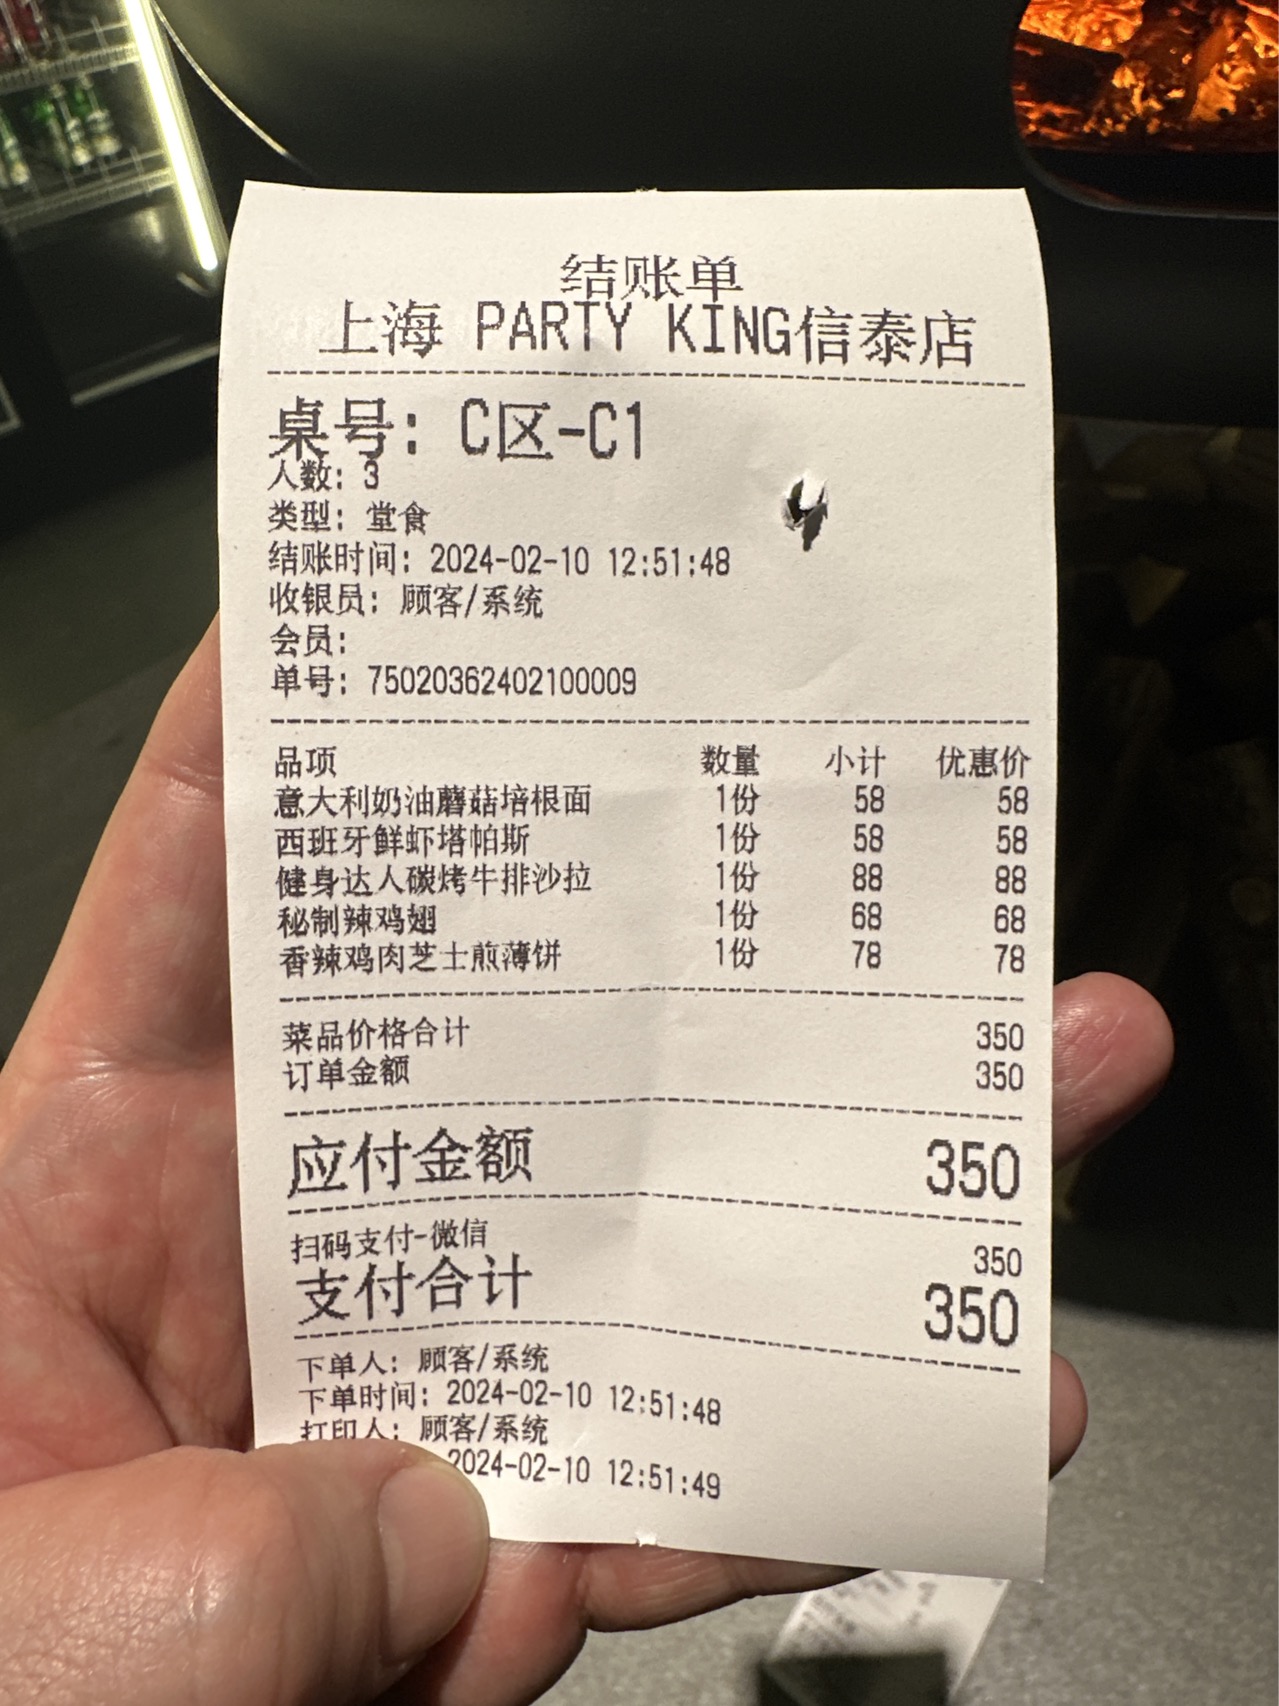 结账单
上海 PARTY KING信泰店
桌号: C区-C1
人数: 3
类型: 堂食
结账时间: 2024-02-10 12:51:48
收银员: 顾客/系统
会员:
单号: 75020362402100009
品项 数量 小计 优惠价
意大利奶油蘑菇培根面 1份 58 58
西班牙鲜虾塔帕斯 1份 58 58
健身达人碳烤牛排沙拉 1份 88 88
秘制辣鸡翅 1份 68 68
香辣鸡肉芝士煎薄饼 1份 78 78
菜品价格合计 350
订单金额 350
应付金额 350
扫码支付-微信 350
支付合计 350
下单人: 顾客/系统
下单时间: 2024-02-10 12:51:48
打印人: 顾客/系统
2024-02-10 12:51:49